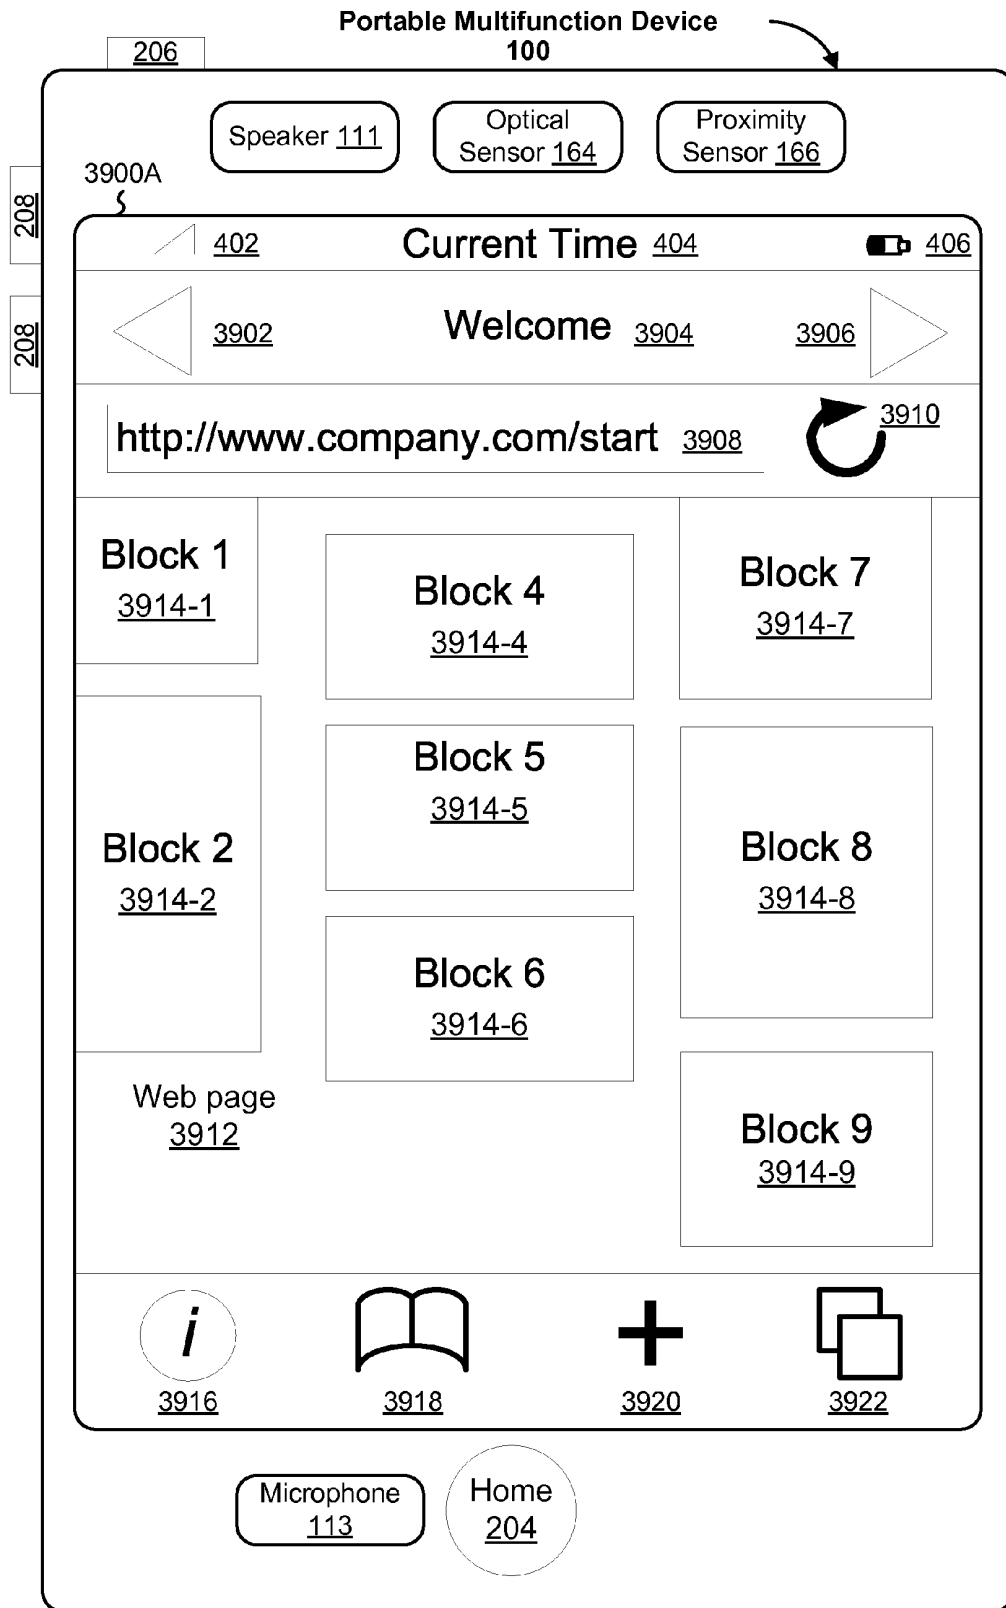 Portable Multifunction Device
100
206
Speaker 111
Optical
Sensor 164
Proximity
Sensor 166
3900A
208
208
402
Current Time 404
406
3902
Welcome 3904
3906
http://www.company.com/start 3908
3910
Block 1
3914-1
Block 4
3914-4
Block 7
3914-7
Block 2
3914-2
Block 5
3914-5
Block 8
3914-8
Block 6
3914-6
Web page
3912
Block 9
3914-9
i
3916
3918
3920
3922
Microphone
113
Home
204